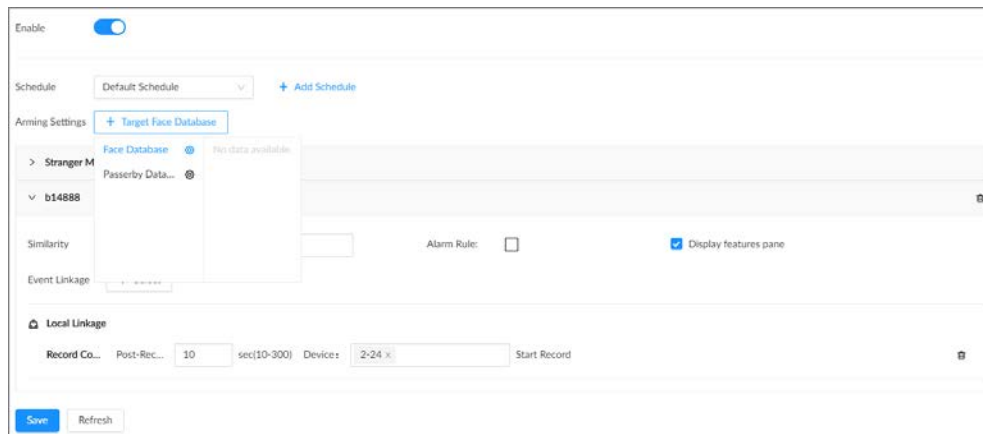 Enable
Schedule Default Schedule + Add Schedule
Arming Settings + Target Face Database
Face Database No data available
> Stranger M
Passerby Data...
b14888
Similarity Alarm Rule: Display features pane
Event Linkage
Local Linkage
Record Co... Post-Rec... 10 sec(10-300) Device: 2-24 × Start Record
Save Refresh